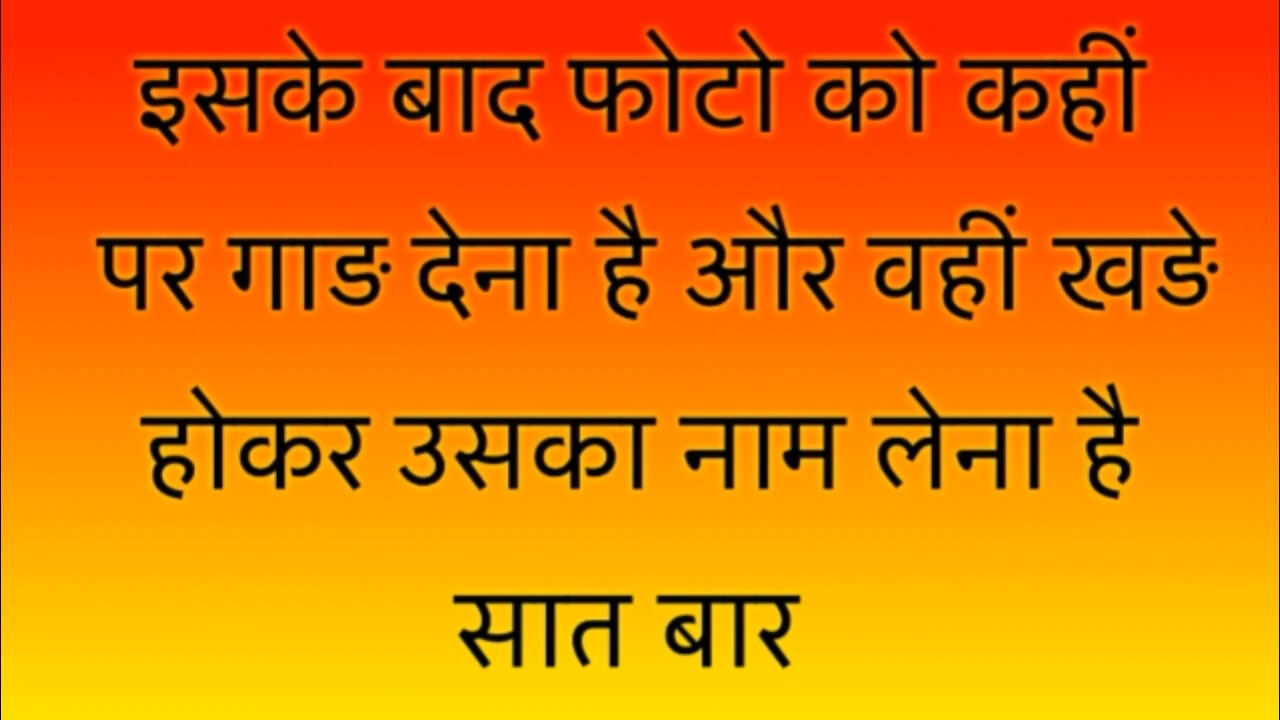 इसके बाद फोटो को कहीं
पर गाङ देना है और वहीं खङे
होकर उसका नाम लेना है
सात बार